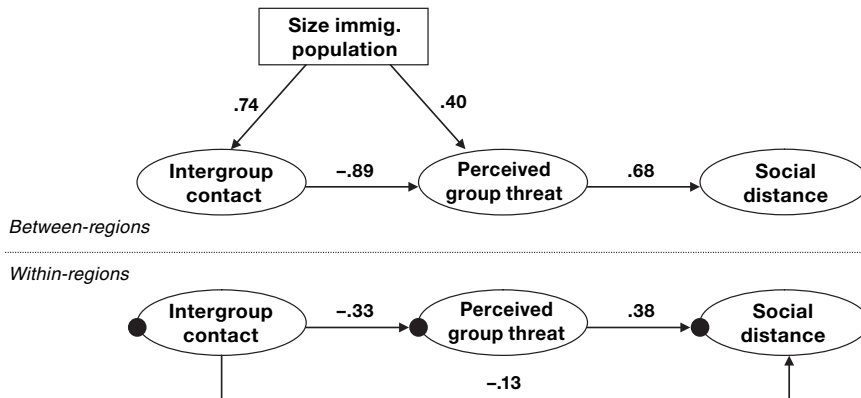 Size immig.
population
.74
.40
Intergroup
contact
–.89
Perceived
group threat
.68
Social
distance
Between-regions
Within-regions
Intergroup
contact
–.33
Perceived
group threat
.38
Social
distance
–.13